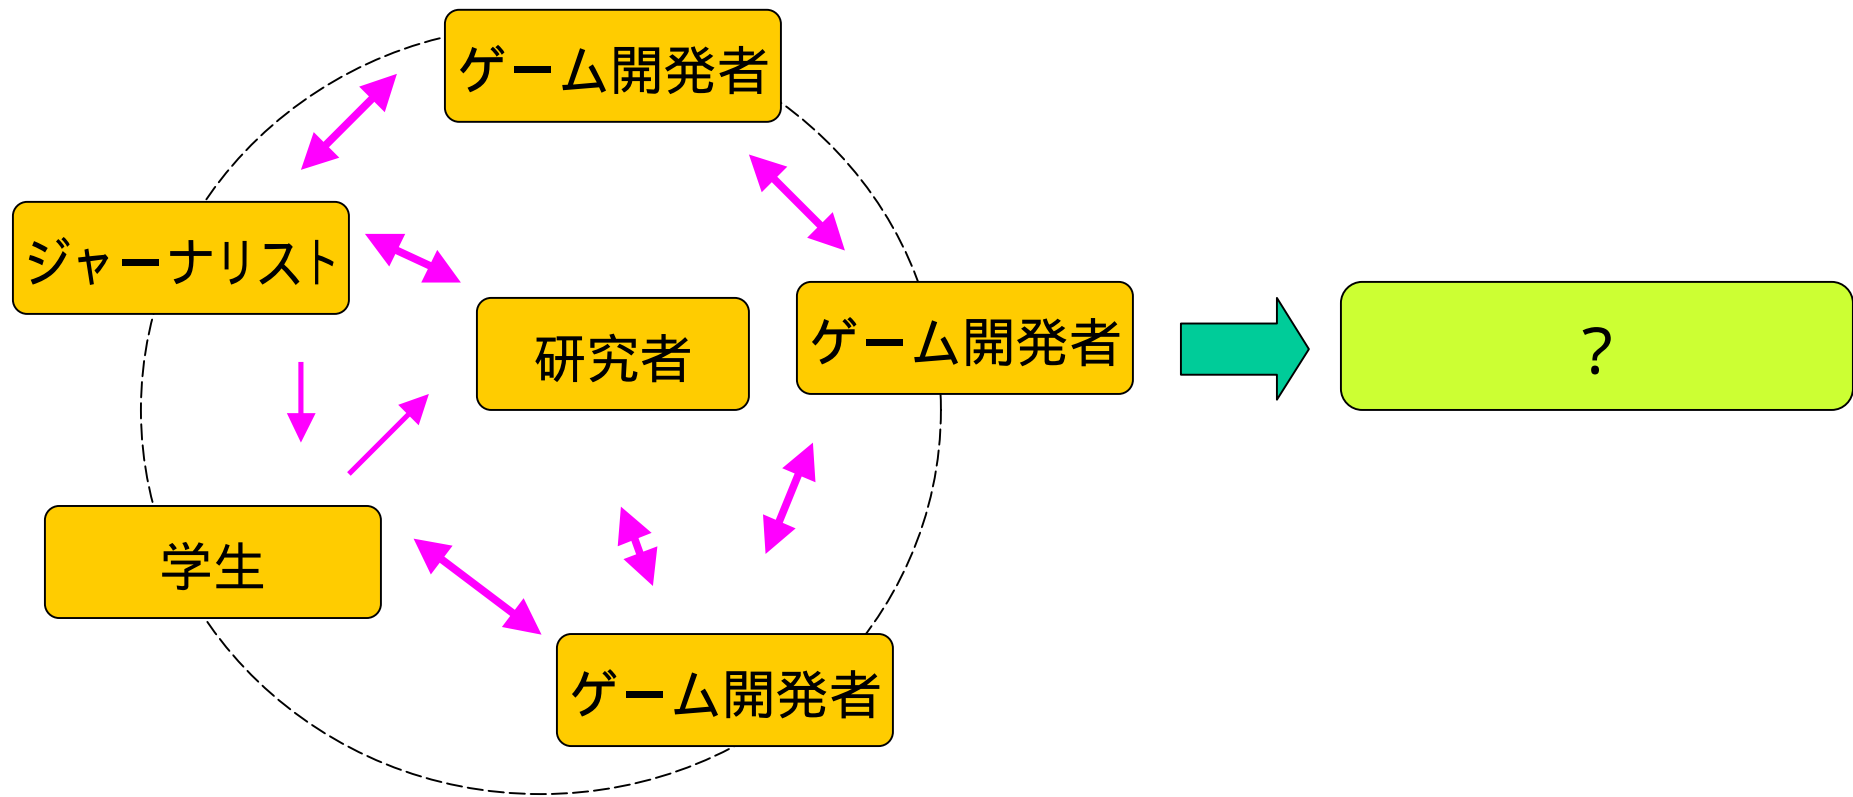 ゲーム開発者
ジャーナリスト
研究者
ゲーム開発者
?
学生
ゲーム開発者